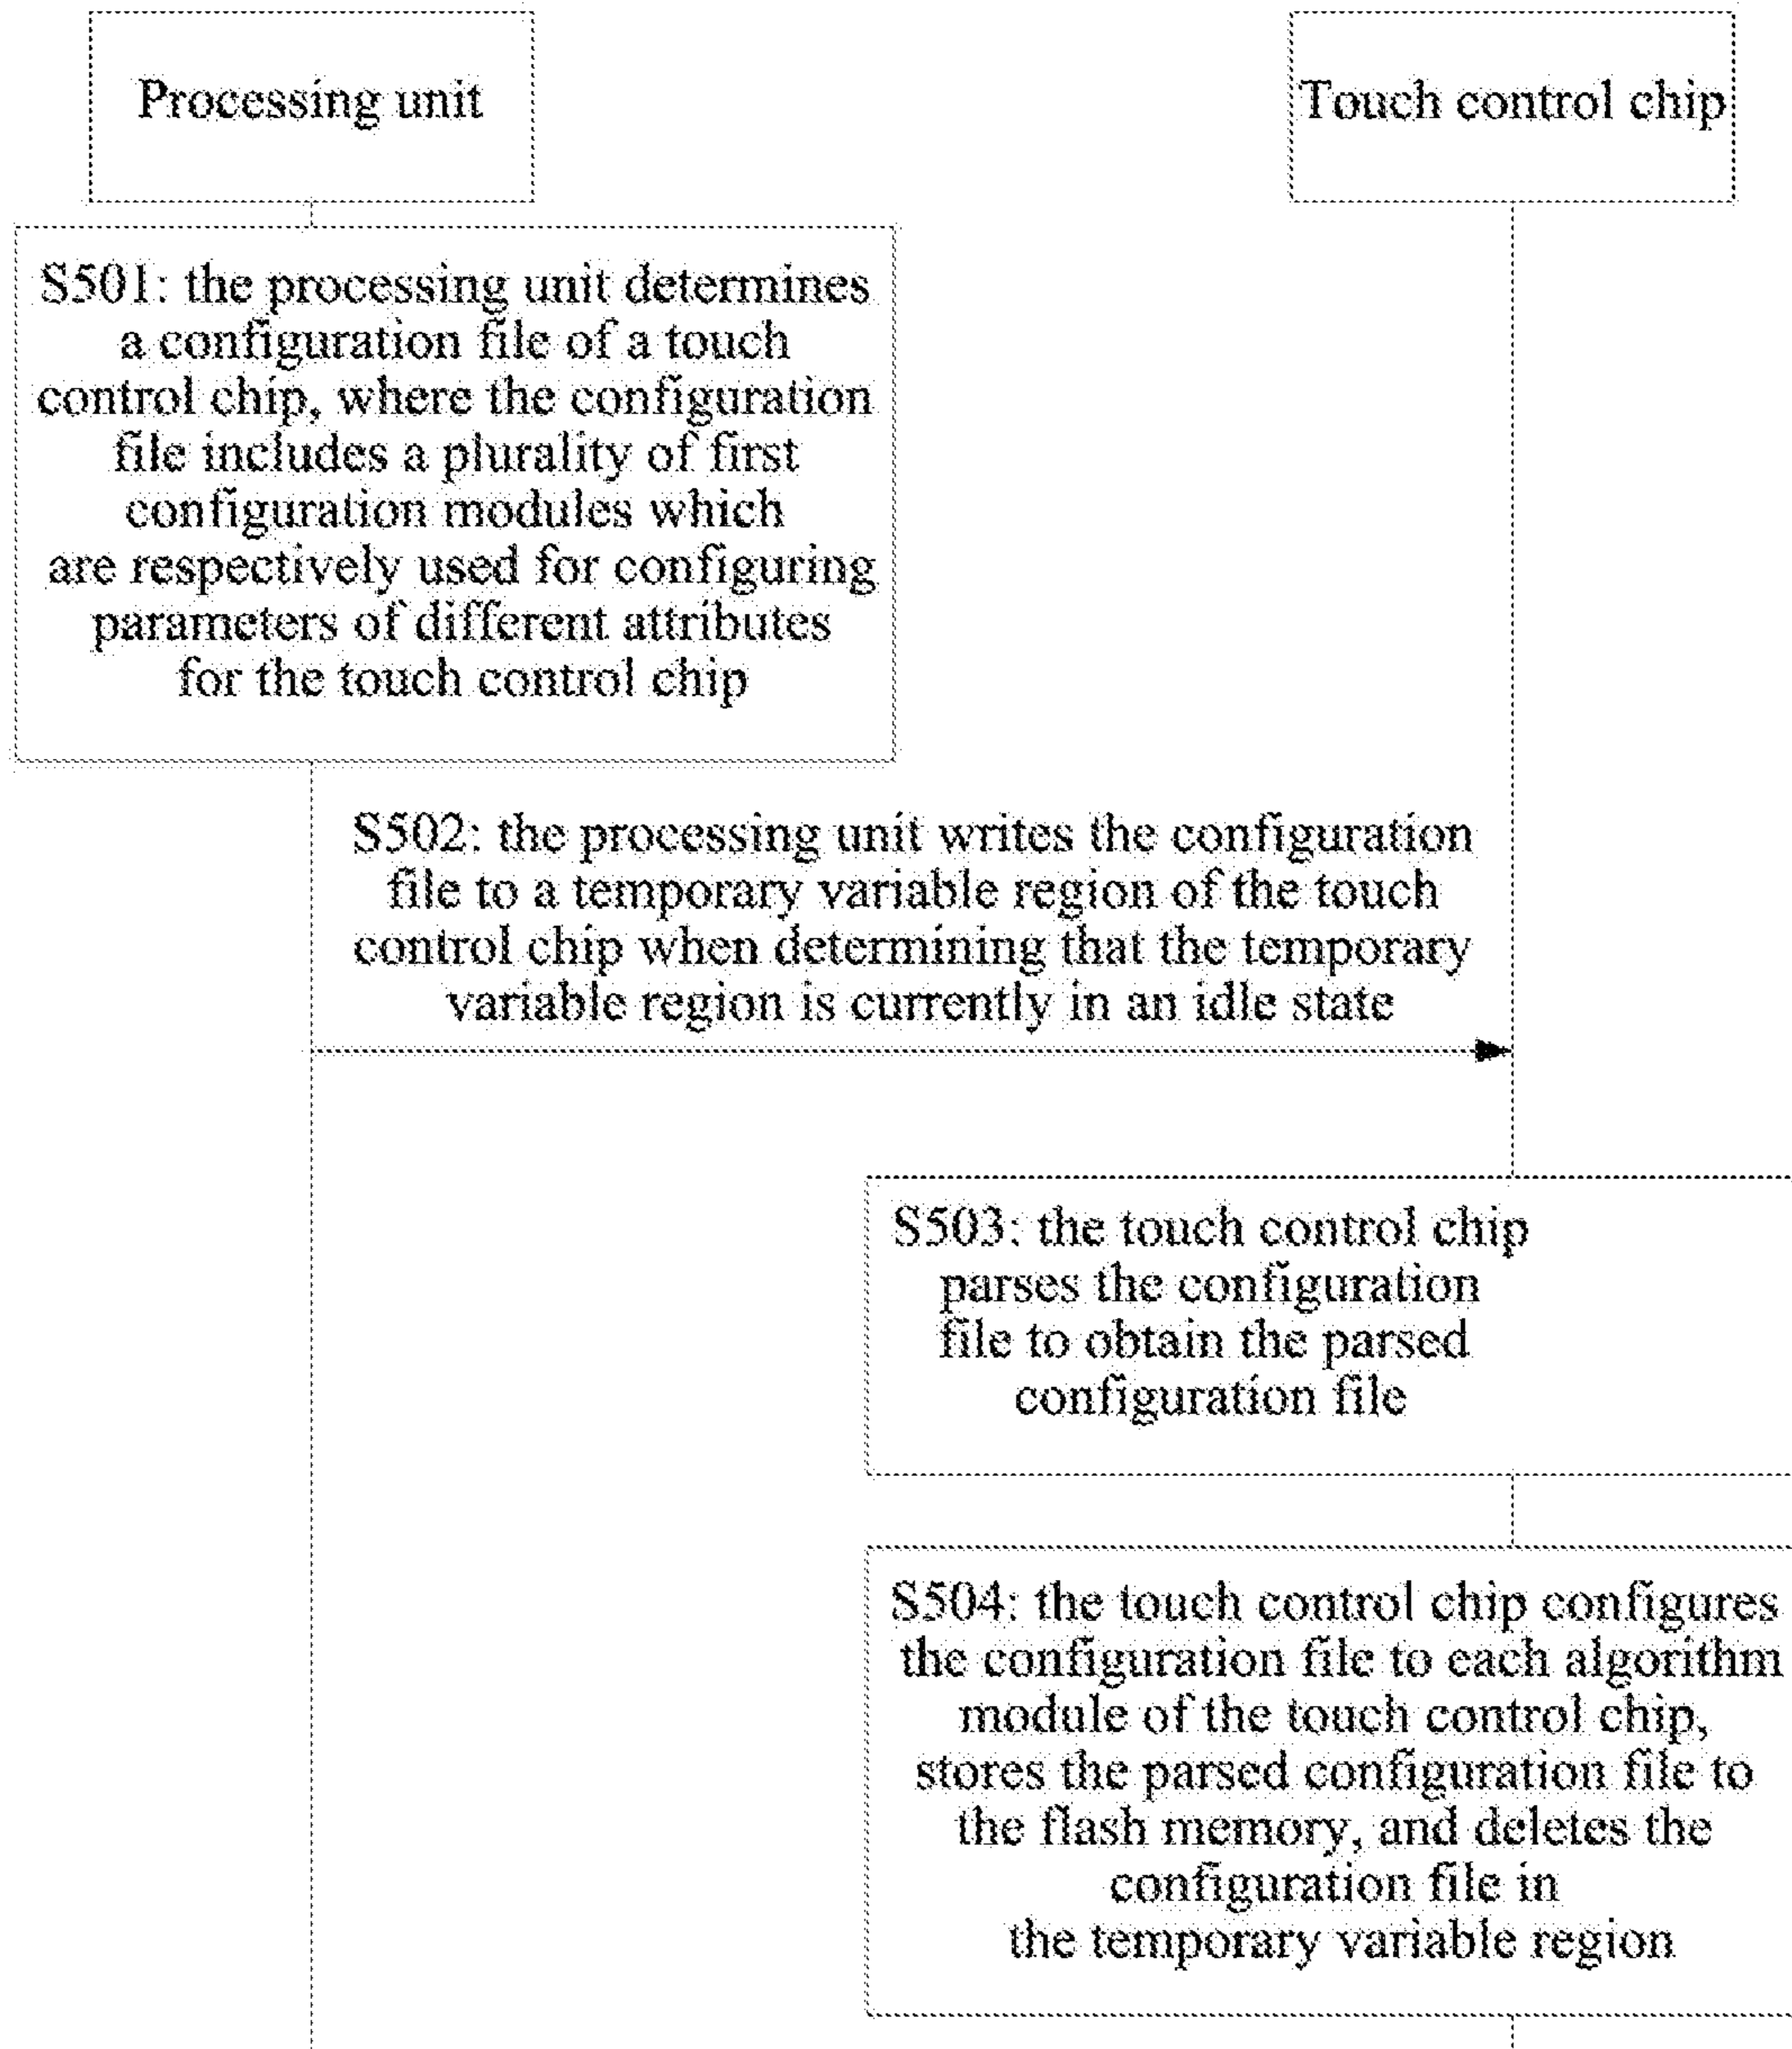 Processing unit
Touch control chip
S501: the processing unit determines
a configuration file of a touch
control chip, where the configuration
file includes a plurality of first
configuration modules which
are respectively used for configuring
parameters of different attributes
for the touch control chip
S502: the processing unit writes the configuration
file to a temporary variable region of the touch
control chip when determining that the temporary
variable region is currently in an idle state
S503: the touch control chip
parses the configuration
file to obtain the parsed
configuration file
S504: the touch control chip configures
the configuration file to each algorithm
module of the touch control chip,
stores the parsed configuration file to
the flash memory, and deletes the
configuration file in
the temporary variable region